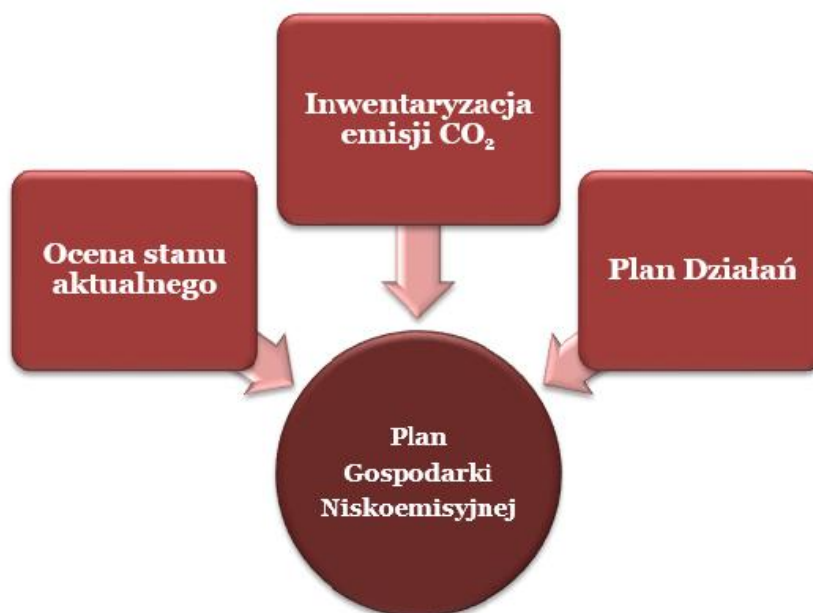 Inwentaryzacja
emisji CO₂
Ocena stanu
aktualnego
Plan Działań
Plan
Gospodarki
Niskoemisyjnej